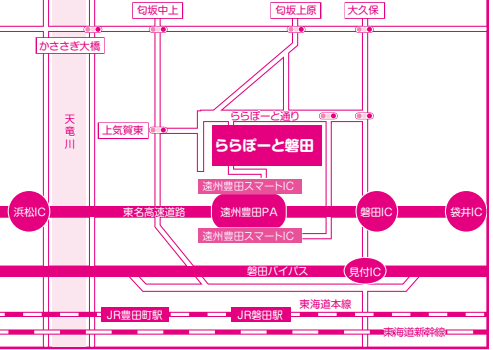 匂坂中上
匂坂上原
大久保
かささぎ大橋
天竜川
上気賀東
ららぽーと通り
ららぽーと磐田
遠州豊田スマートIC
浜松IC
東名高速道路
遠州豊田PA
磐田IC
袋井IC
遠州豊田スマートIC
磐田バイパス
見付IC
東海道本線
JR豊田町駅
JR磐田駅
東海道新幹線